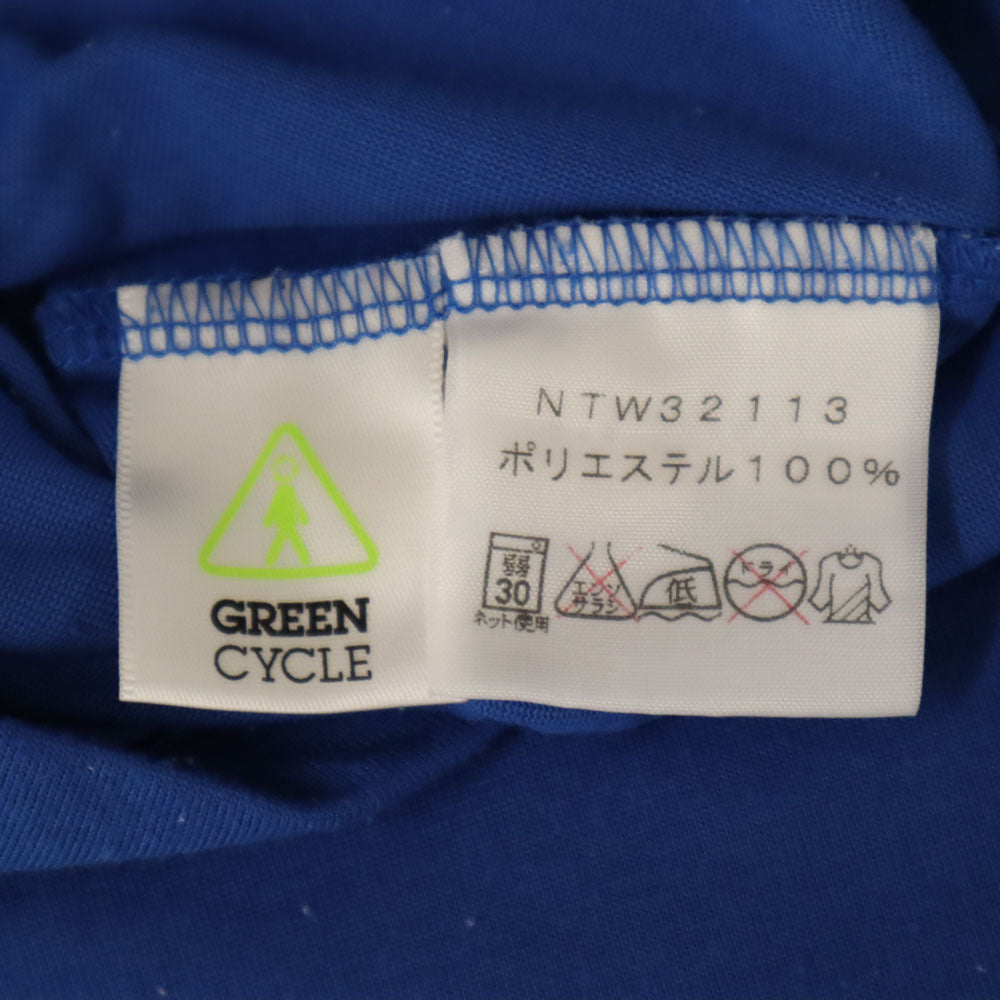 GREEN
CYCLE
NTW32113
ポリエステル100%
弱
30
ネット使用
エンソ
サラシ
低
ドライ